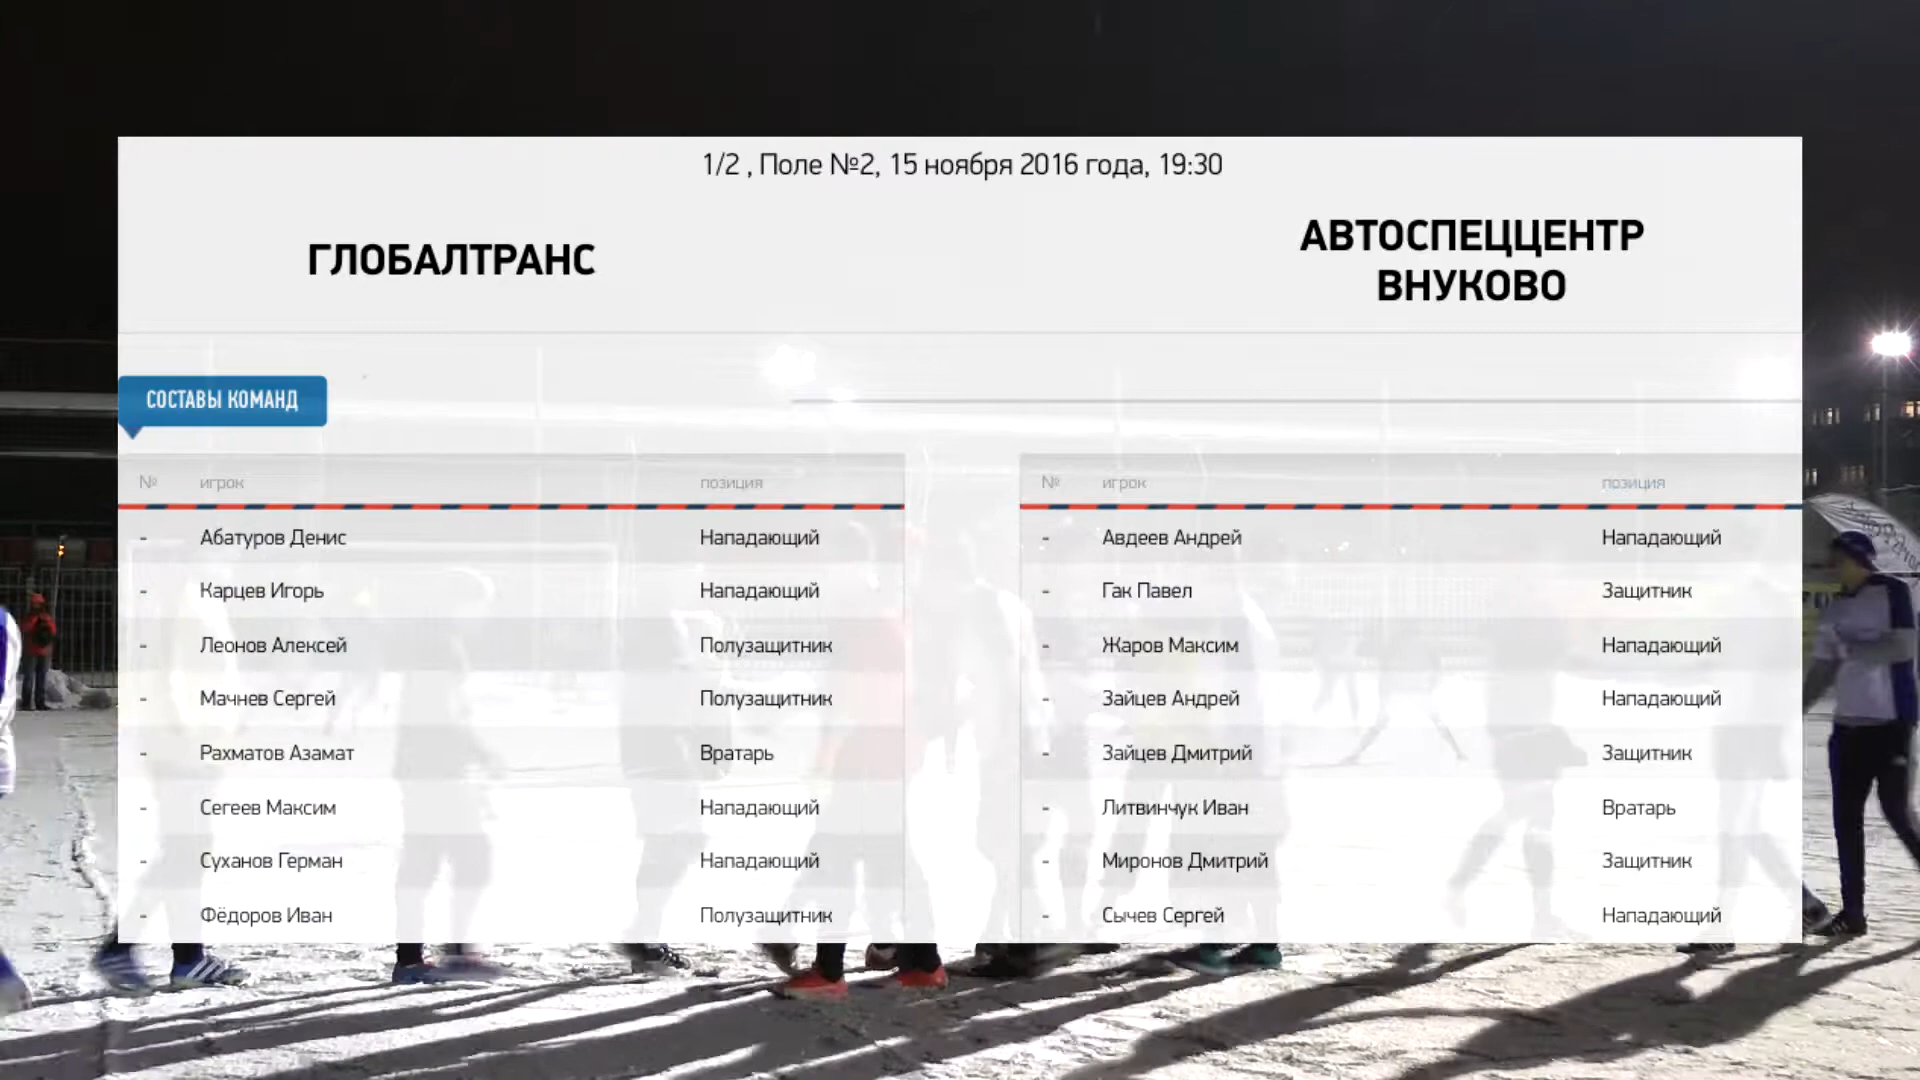 1/2 , Поле №2, 15 ноября 2016 года, 19:30
ГЛОБАЛТРАНС
АВТОСПЕЦЦЕНТР
ВНУКОВО
СОСТАВЫ КОМАНД
№ игрок позиция
- Абатуров Денис Нападающий
- Карцев Игорь Нападающий
- Леонов Алексей Полузащитник
- Мачнев Сергей Полузащитник
- Рахматов Азамат Вратарь
- Сегеев Максим Нападающий
- Суханов Герман Нападающий
- Фёдоров Иван Полузащитник
№ игрок позиция
- Авдеев Андрей Нападающий
- Гак Павел Защитник
- Жаров Максим Нападающий
- Зайцев Андрей Нападающий
- Зайцев Дмитрий Защитник
- Литвинчук Иван Вратарь
- Миронов Дмитрий Защитник
- Сычев Сергей Нападающий